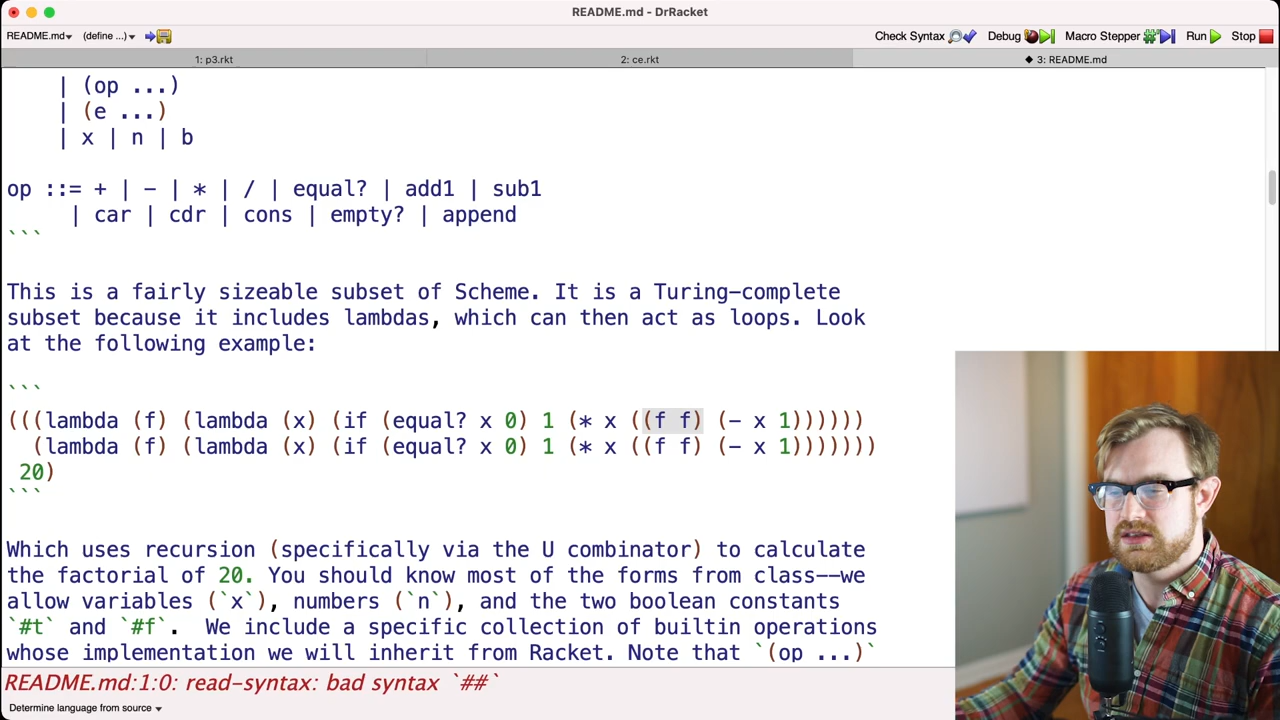 README.md - DrRacket
README.md▾ (define ...)▾ Check Syntax Debug Macro Stepper Run Stop
1: p3.rkt 2: ce.rkt ◆ 3: README.md
| (op ...)
| (e ...)
| x | n | b
op ::= + | - | * | / | equal? | add1 | sub1
| car | cdr | cons | empty? | append
```
This is a fairly sizeable subset of Scheme. It is a Turing-complete
subset because it includes lambdas, which can then act as loops. Look
at the following example:
```
(((lambda (f) (lambda (x) (if (equal? x 0) 1 (* x ((f f) (- x 1))))))
(lambda (f) (lambda (x) (if (equal? x 0) 1 (* x ((f f) (- x 1)))))))
20)
```
Which uses recursion (specifically via the U combinator) to calculate
the factorial of 20. You should know most of the forms from class--we
allow variables (`x`), numbers (`n`), and the two boolean constants
`#t` and `#f`. We include a specific collection of builtin operations
whose implementation we will inherit from Racket. Note that `(op ...)`
README.md:1:0: read-syntax: bad syntax `##`
Determine language from source ▾